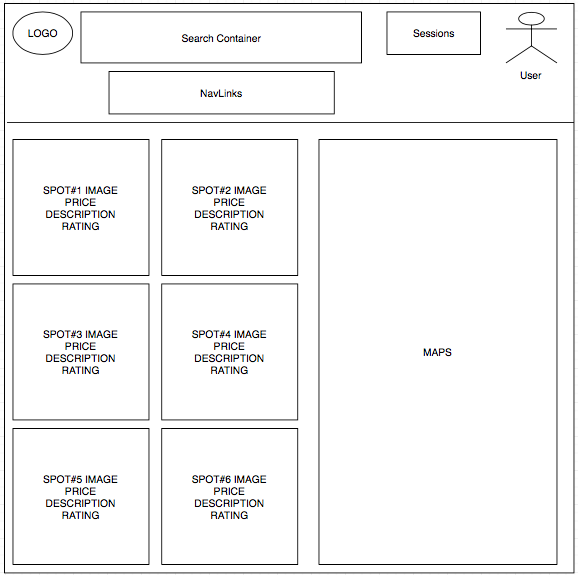 LOGO
Search Container
Sessions
User
NavLinks
SPOT#1 IMAGE
PRICE
DESCRIPTION
RATING
SPOT#2 IMAGE
PRICE
DESCRIPTION
RATING
MAPS
SPOT#3 IMAGE
PRICE
DESCRIPTION
RATING
SPOT#4 IMAGE
PRICE
DESCRIPTION
RATING
SPOT#5 IMAGE
PRICE
DESCRIPTION
RATING
SPOT#6 IMAGE
PRICE
DESCRIPTION
RATING